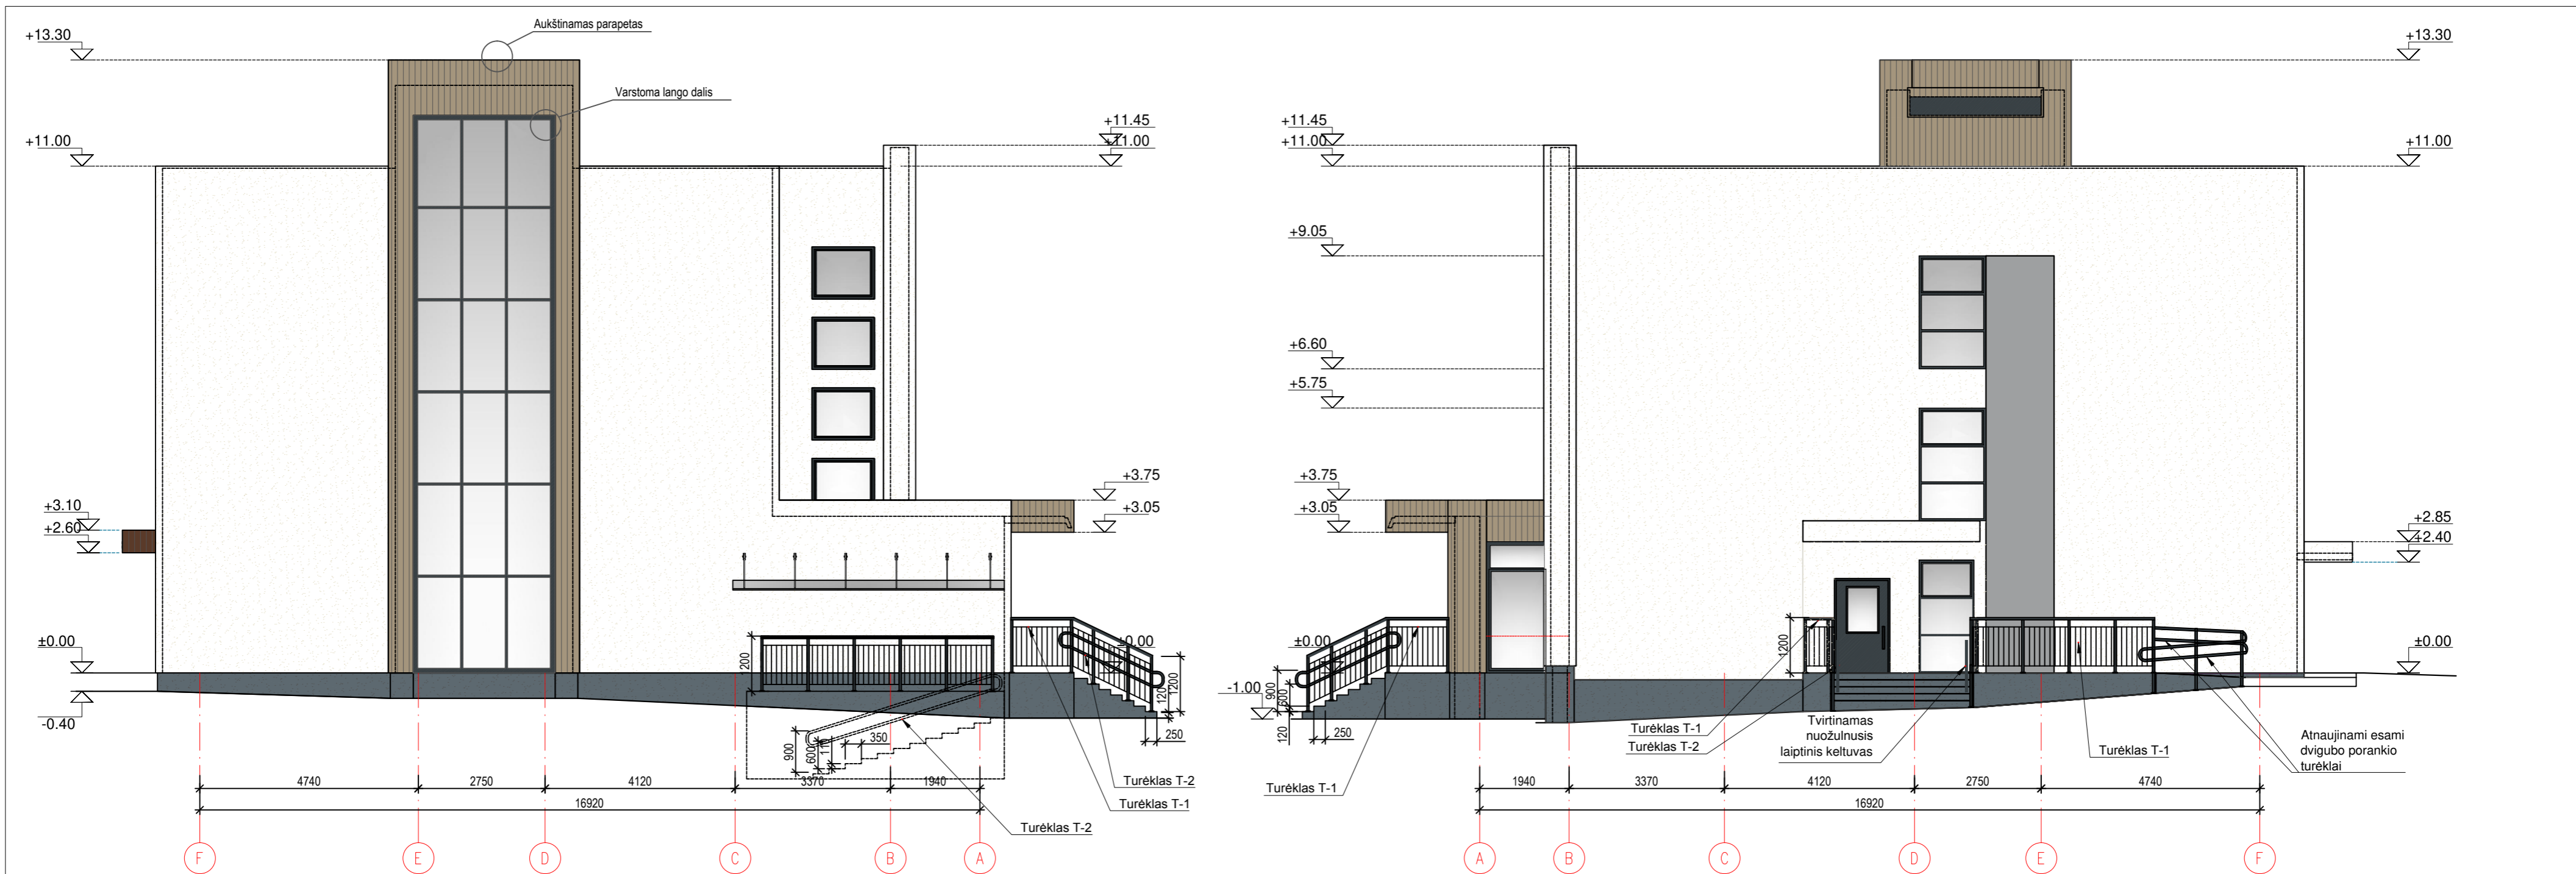 Aukštinamas parapetas
+13.30
Varstoma lango dalis
+11.45
+11.00
+11.00
+3.75
+3.10
+3.05
+2.60
±0.00
±0.00
1200
1200
120
-0.40
250
350
900
600
Turėklas T-2
4740
2750
4120
3370
1940
Turėklas T-1
16920
Turėklas T-2
F
E
D
C
B
A
+13.30
+11.45
+11.00
+11.00
+9.05
+6.60
+5.75
+3.75
+3.05
+2.85
+2.40
±0.00
±0.00
1200
900
600
-1.00
120
250
Turėklas T-1
Turėklas T-2
Tvirtinamas
nuožulnusis
laiptinis keltuvas
Turėklas T-1
Atnaujinami esami
dvigubo porankio
turėklai
Turėklas T-1
1940
3370
4120
2750
4740
16920
A
B
C
D
E
F